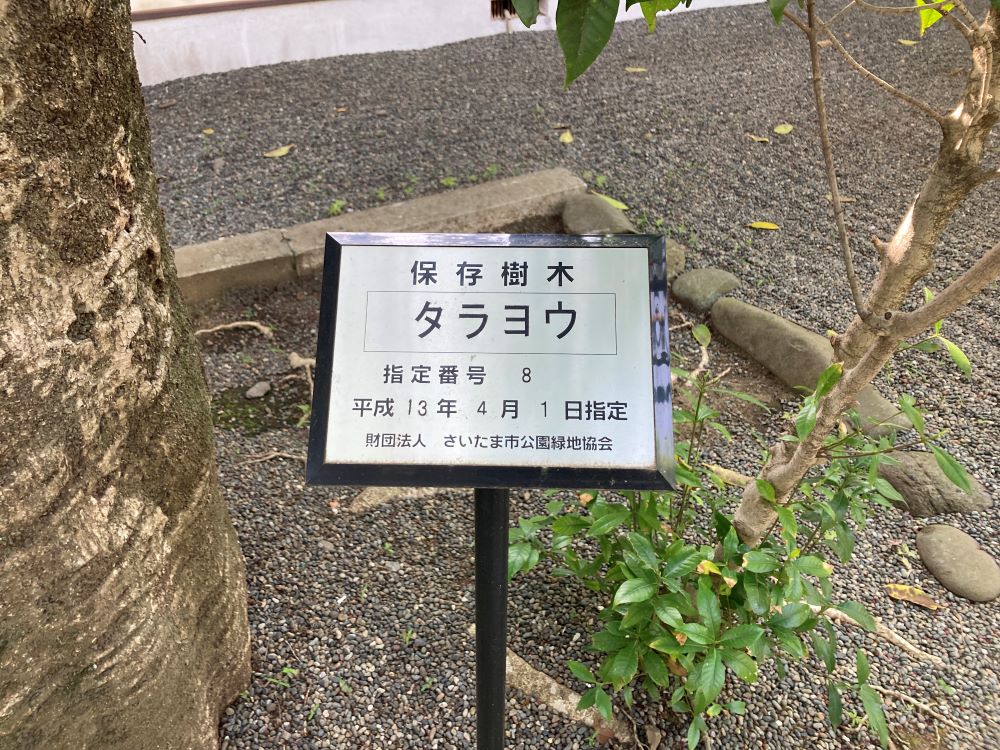 保存樹木
タラヨウ
指定番号 8
平成 13 年 4 月 1 日指定
財団法人 さいたま市公園緑地協会